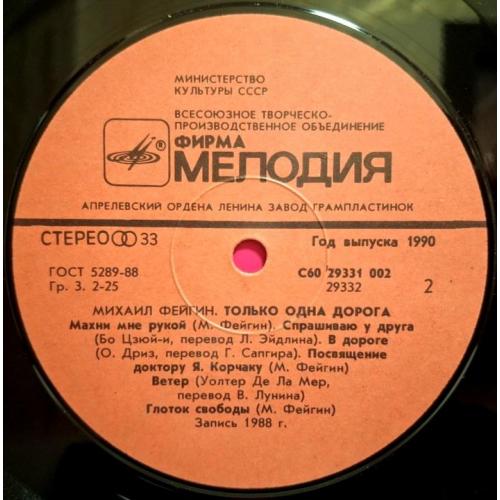 МИНИСТЕРСТВО
КУЛЬТУРЫ СССР
ВСЕСОЮЗНОЕ ТВОРЧЕСКО-
-ПРОИЗВОДСТВЕННОЕ ОБЪЕДИНЕНИЕ
® ФИРМА
МЕЛОДИЯ
АПРЕЛЕВСКИЙ ОРДЕНА ЛЕНИНА ЗАВОД ГРАМПЛАСТИНОК
СТЕРЕО 33 Год выпуска 1990
ГОСТ 5289-88 С60 29331 002
Гр. 3. 2-25 29332 2
МИХАИЛ ФЕЙГИН. ТОЛЬКО ОДНА ДОРОГА
Махни мне рукой (М. Фейгин). Спрашиваю у друга
(Бо Цзюй-и, перевод Л. Эйдлина). В дороге
(О. Дриз, перевод Г. Сапгира). Посвящение
доктору Я. Корчаку (М. Фейгин)
Ветер (Уолтер Де Ла Мер,
перевод В. Лунина)
Глоток свободы (М. Фейгин)
Запись 1988 г.